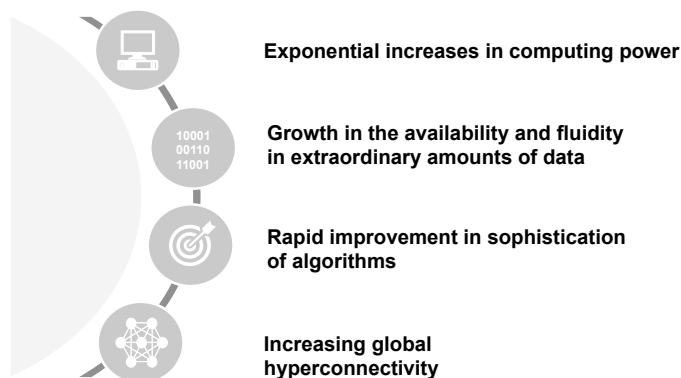 Exponential increases in computing power
10001
00110
11001
Growth in the availability and fluidity
in extraordinary amounts of data
Rapid improvement in sophistication
of algorithms
Increasing global
hyperconnectivity